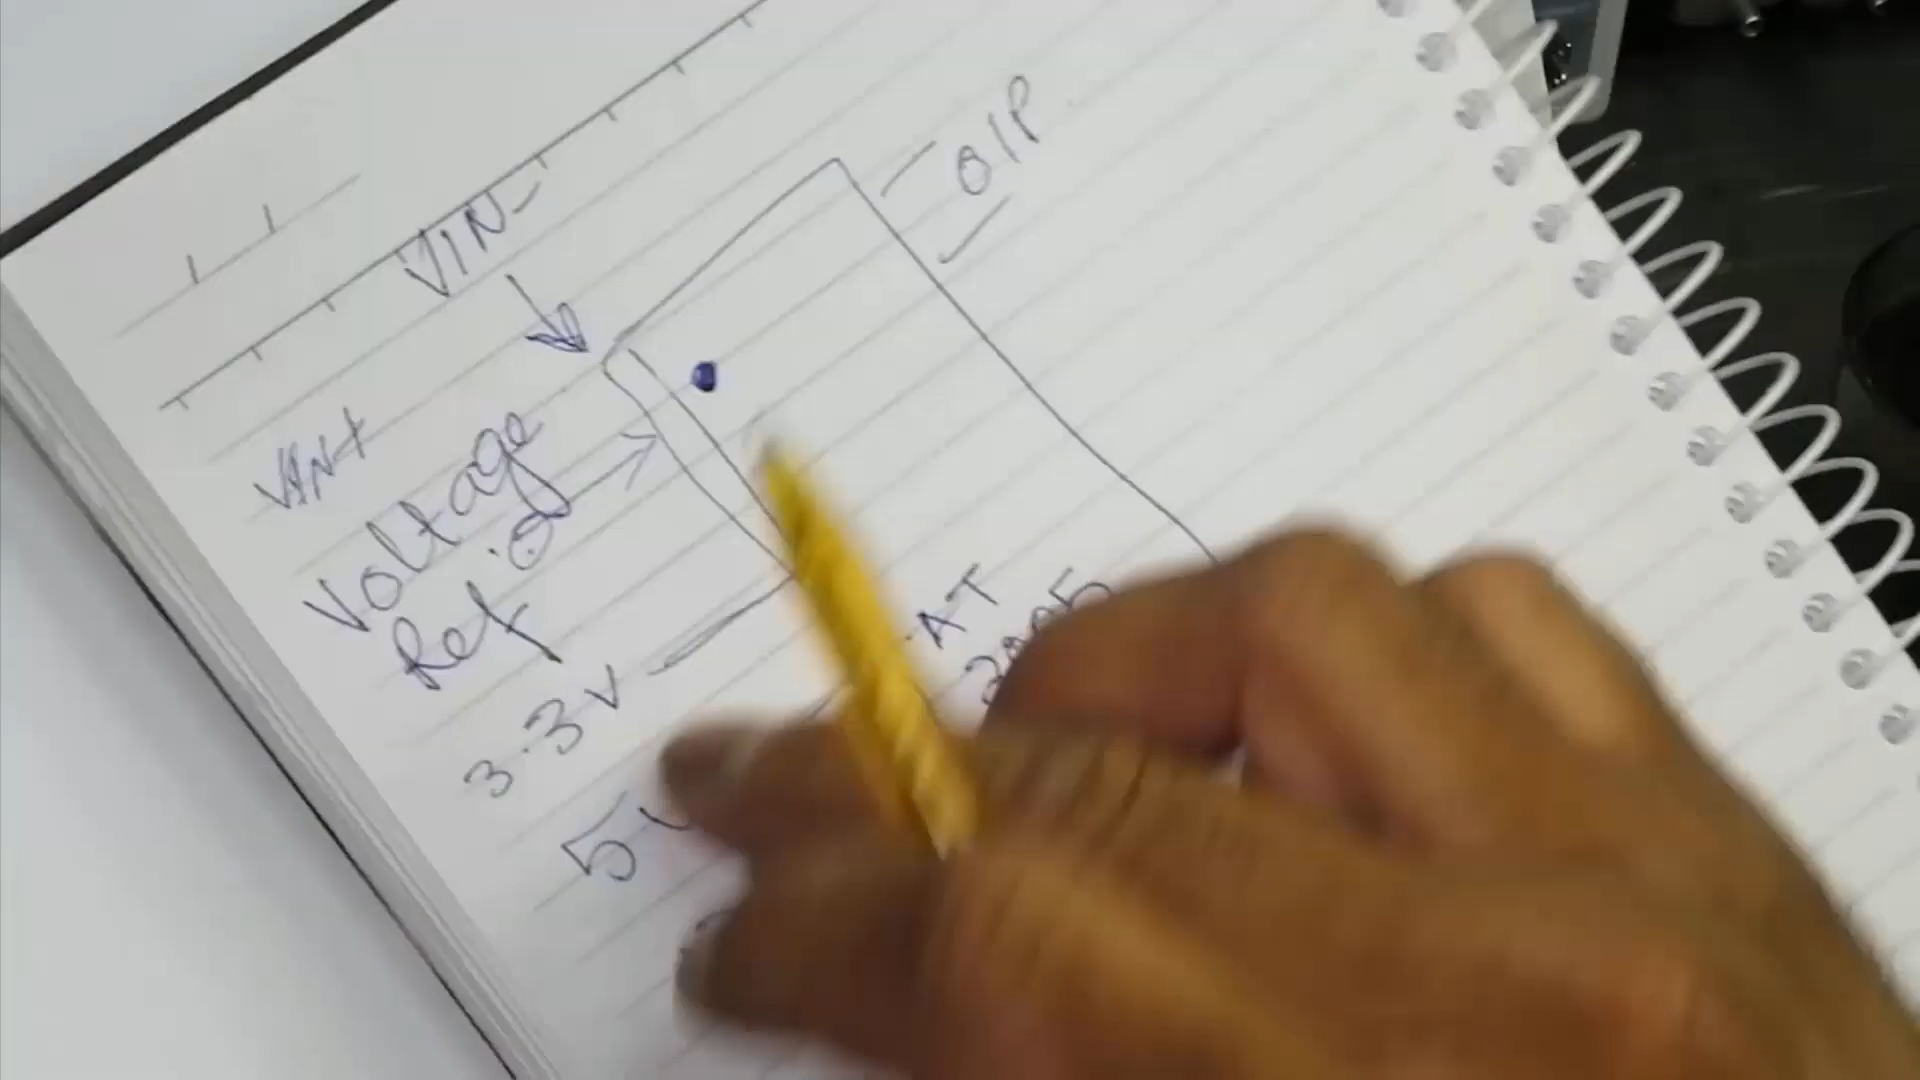 O/P
VIN-
VIN+
Voltage
Ref
3.3V
5V
AT